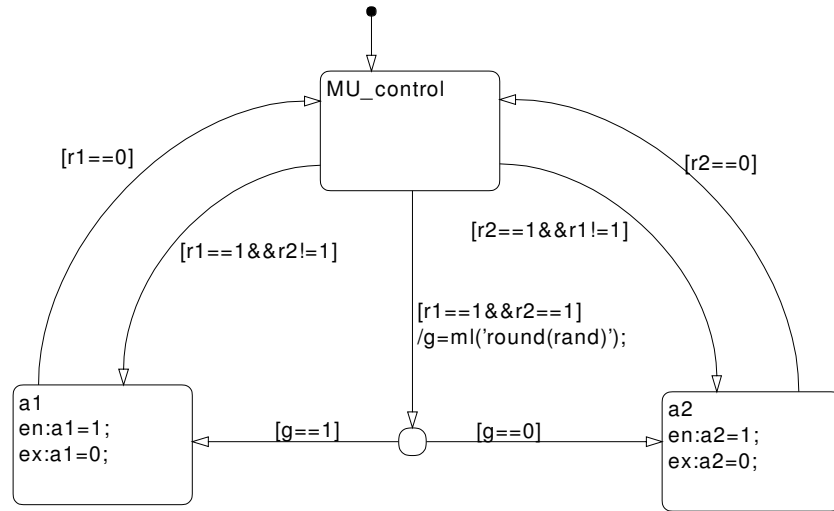 MU_control
[r1==0]
[r2==0]
[r1==1&&r2!=1]
[r2==1&&r1!=1]
[r1==1&&r2==1]
/g=ml('round(rand)');
a1
en:a1=1;
ex:a1=0;
[g==1]
[g==0]
a2
en:a2=1;
ex:a2=0;